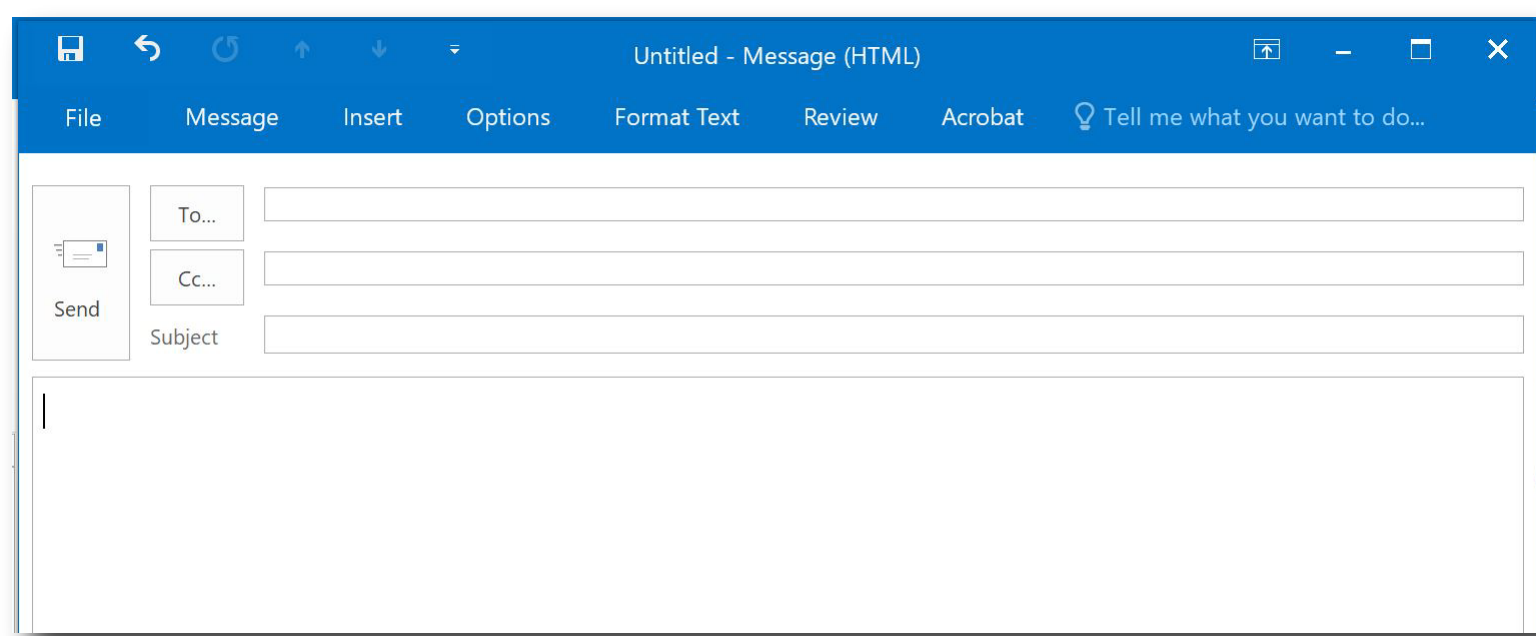 Untitled - Message (HTML)
File Message Insert Options Format Text Review Acrobat Tell me what you want to do...
To...
Cc...
Send
Subject